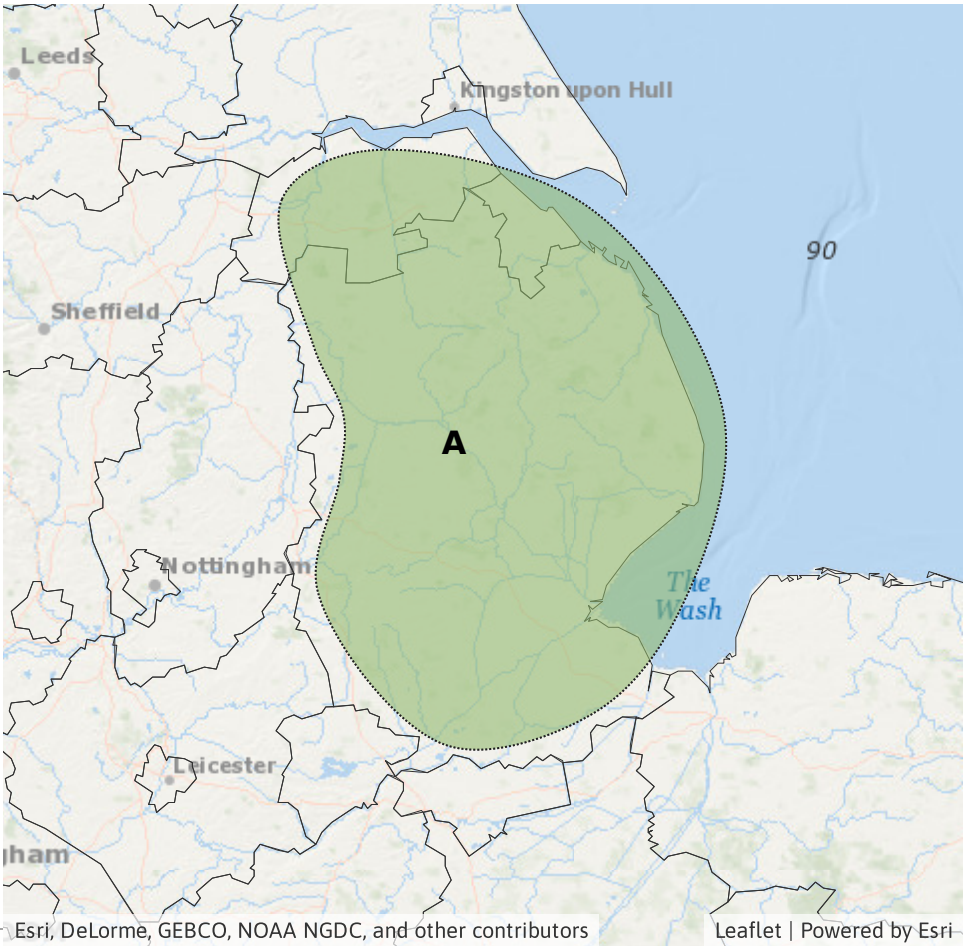 Leeds
Kingston upon Hull
90
Sheffield
A
Nottingham
The
Wash
Leicester
gham
Esri, DeLorme, GEBCO, NOAA NGDC, and other contributors
Leaflet | Powered by Esri